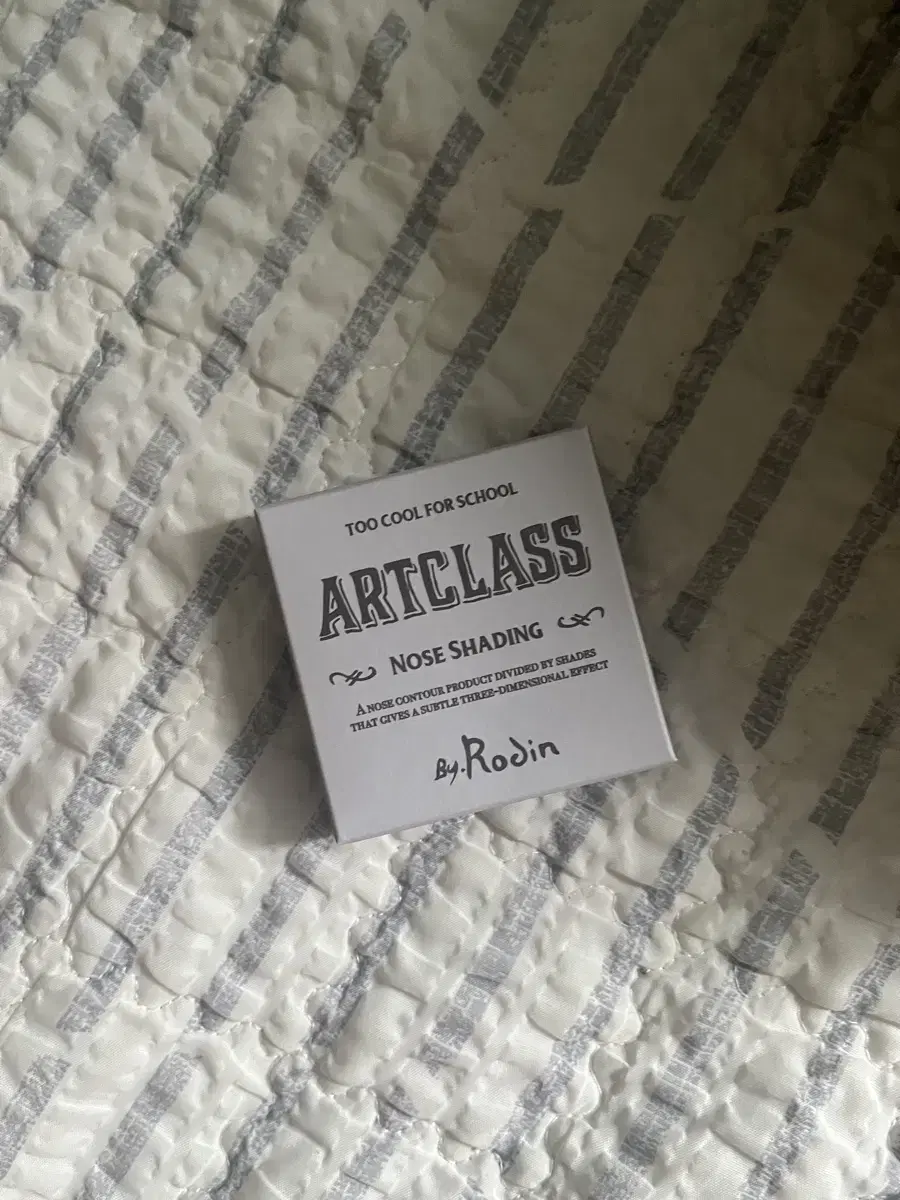 TOO COOL FOR SCHOOL
ARTCLASS
NOSE SHADING
A NOSE CONTOUR PRODUCT DIVIDED BY SHADES
THAT GIVES A SUBTLE THREE-DIMENSIONAL EFFECT
By. Rodin